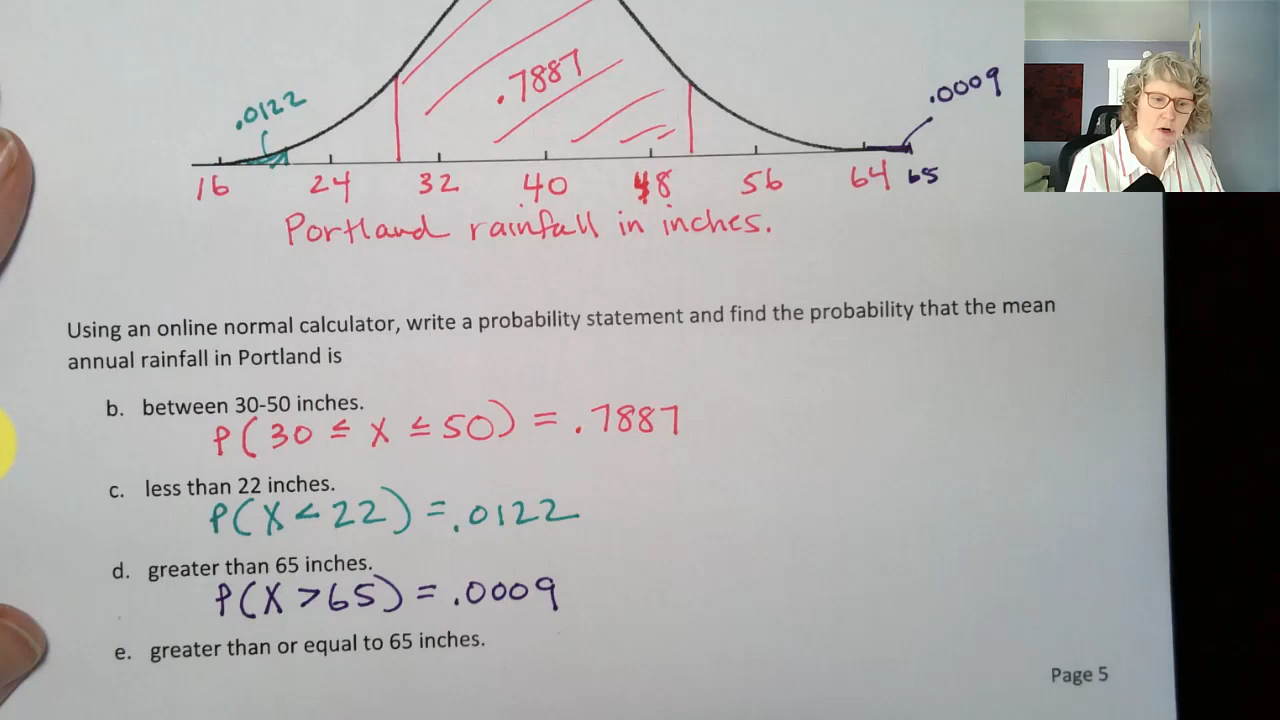 .7887
.0122
.0009
16 24 32 40 48 56 64 65
Portland rainfall in inches.
Using an online normal calculator, write a probability statement and find the probability that the mean
annual rainfall in Portland is
b. between 30-50 inches.
P(30 ≤ X ≤ 50) = .7887
c. less than 22 inches.
P(X < 22) = .0122
d. greater than 65 inches.
P(X > 65) = .0009
e. greater than or equal to 65 inches.
Page 5